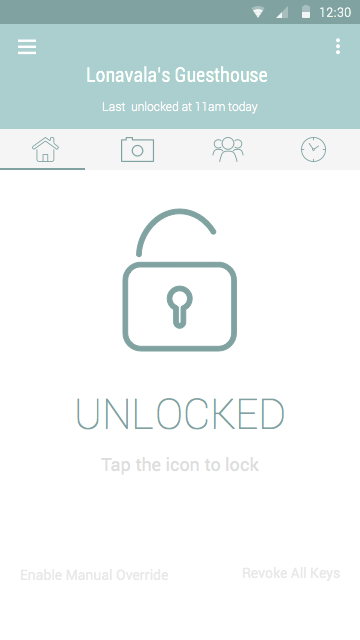 12:30
Lonavala's Guesthouse
Last unlocked at 11am today
UNLOCKED
Tap the icon to lock
Enable Manual Override
Revoke All Keys